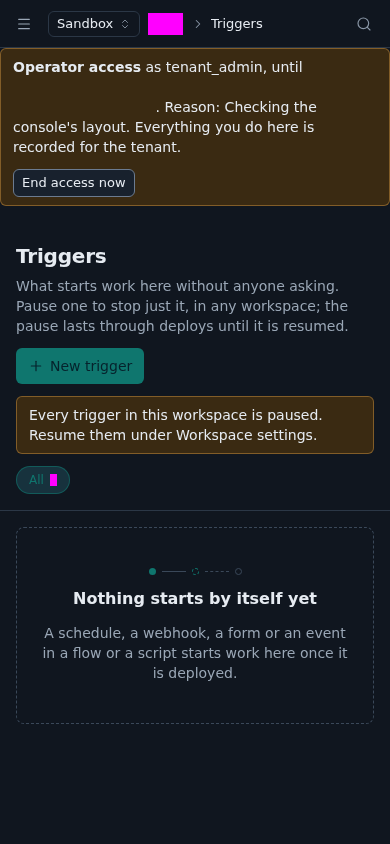 Sandbox
Triggers
Operator access as tenant_admin, until
. Reason: Checking the
console's layout. Everything you do here is
recorded for the tenant.
End access now
Triggers
What starts work here without anyone asking.
Pause one to stop just it, in any workspace; the
pause lasts through deploys until it is resumed.
New trigger
Every trigger in this workspace is paused.
Resume them under Workspace settings.
All
Nothing starts by itself yet
A schedule, a webhook, a form or an event
in a flow or a script starts work here once it
is deployed.